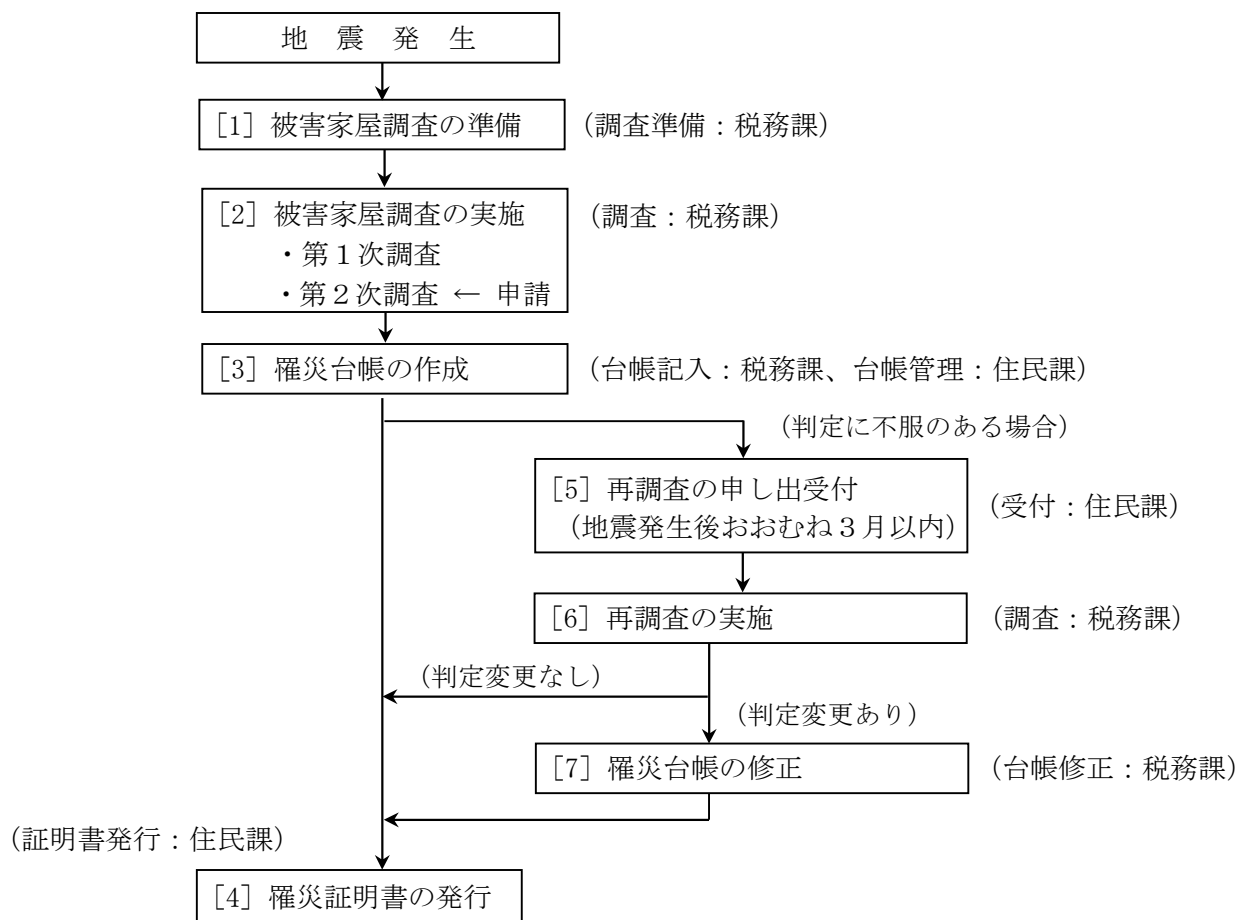 地 震 発 生
[1] 被害家屋調査の準備 (調査準備:税務課)
[2] 被害家屋調査の実施 (調査:税務課)
・第1次調査
・第2次調査 ← 申請
[3] 罹災台帳の作成 (台帳記入:税務課、台帳管理:住民課)
(判定に不服のある場合)
[5] 再調査の申し出受付
(地震発生後おおむね3月以内) (受付:住民課)
[6] 再調査の実施 (調査:税務課)
(判定変更なし)
(判定変更あり)
[7] 罹災台帳の修正 (台帳修正:税務課)
(証明書発行:住民課)
[4] 罹災証明書の発行